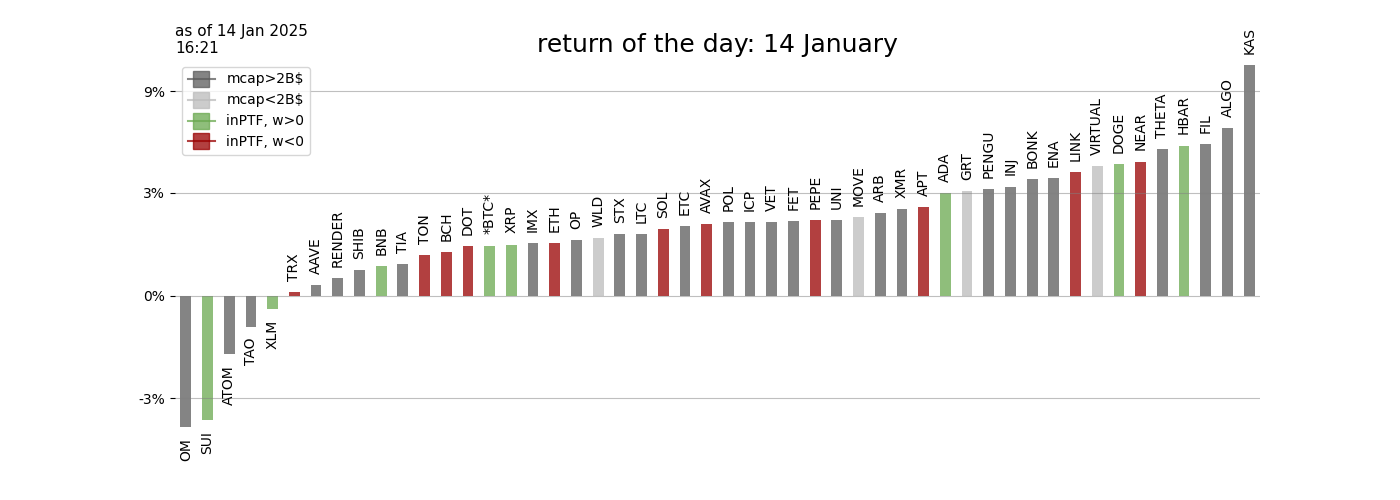 as of 14 Jan 2025
16:21
return of the day: 14 January
mcap>2B$
mcap<2B$
inPTF, w>0
inPTF, w<0
9%
3%
0%
-3%
OM
SUI
ATOM
TAO
XLM
TRX
AAVE
RENDER
SHIB
BNB
TIA
TON
BCH
DOT
*BTC*
XRP
IMX
ETH
OP
WLD
STX
LTC
SOL
ETC
AVAX
POL
ICP
VET
FET
PEPE
UNI
MOVE
ARB
XMR
APT
ADA
GRT
PENGU
INJ
BONK
ENA
LINK
VIRTUAL
DOGE
NEAR
THETA
HBAR
FIL
ALGO
KAS